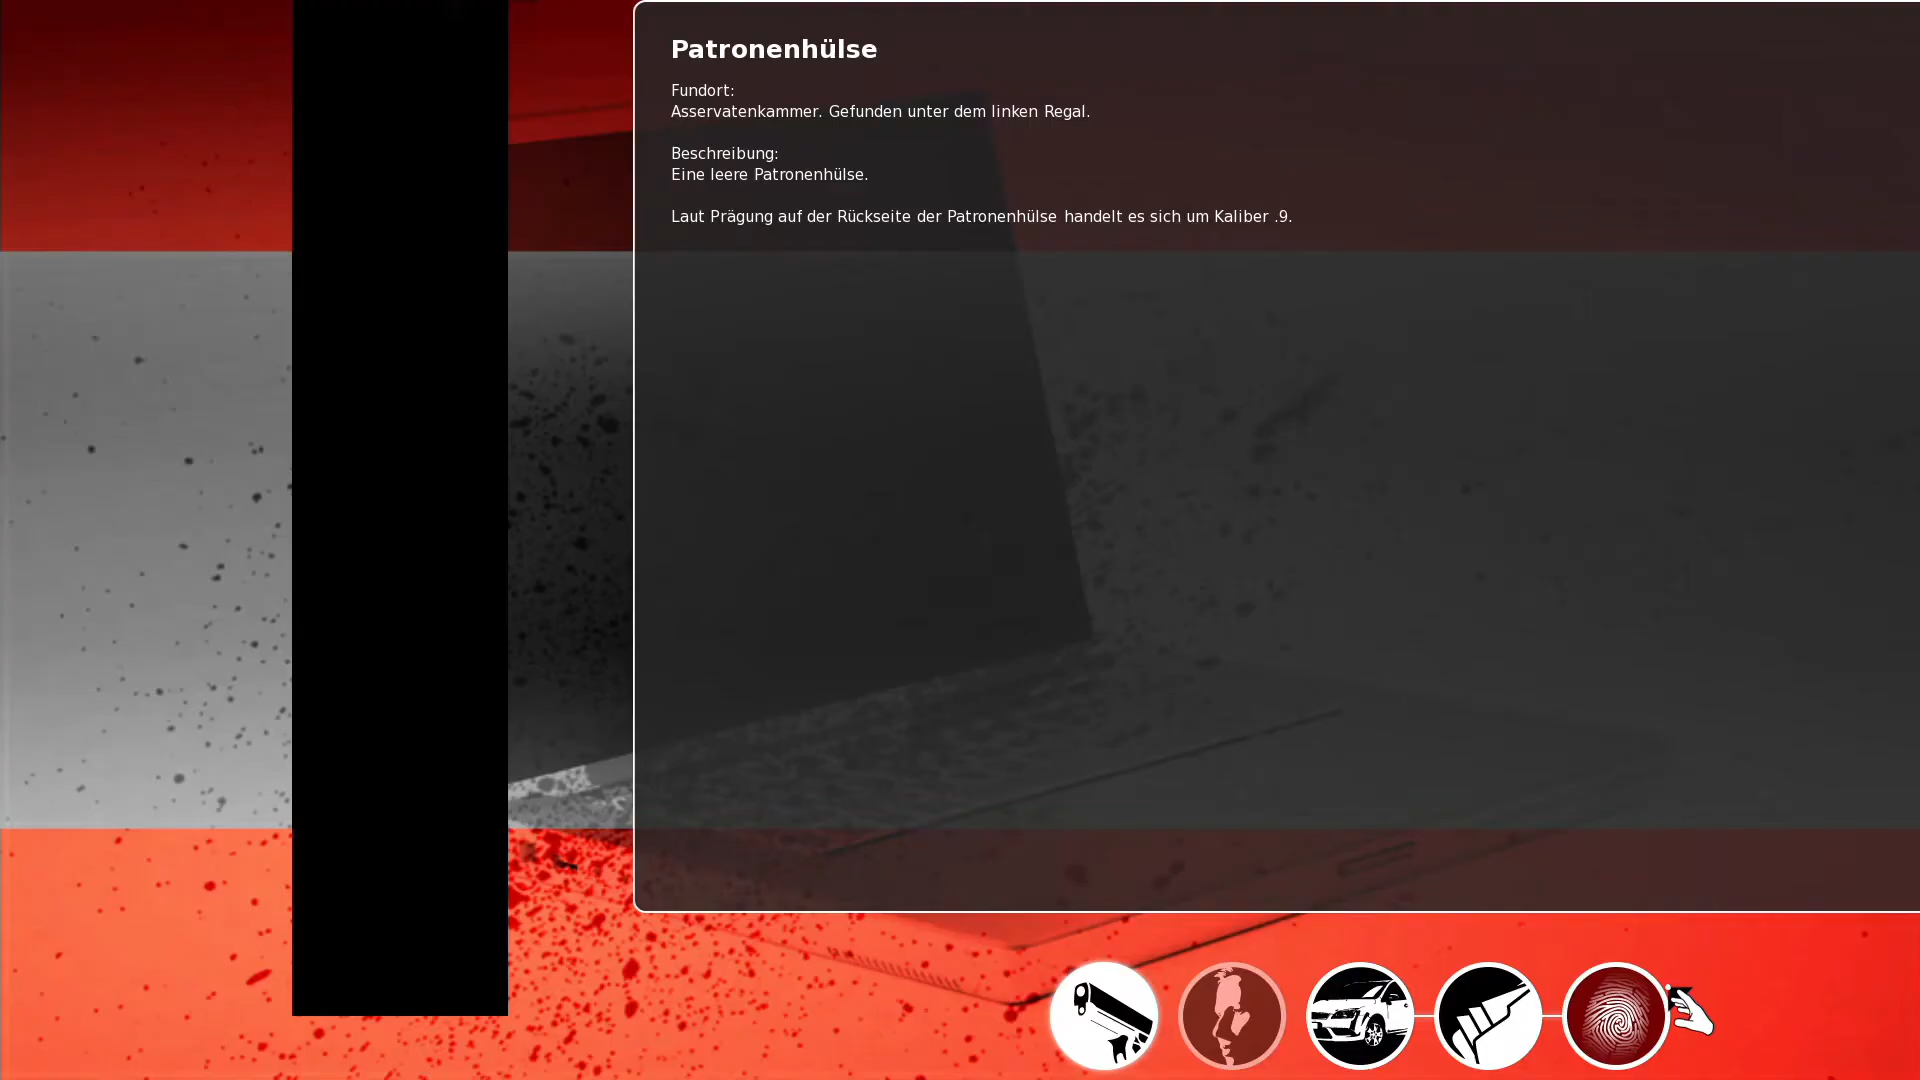 Patronenhülse
Fundort:
Asservatenkammer. Gefunden unter dem linken Regal.
Beschreibung:
Eine leere Patronenhülse.
Laut Prägung auf der Rückseite der Patronenhülse handelt es sich um Kaliber .9.